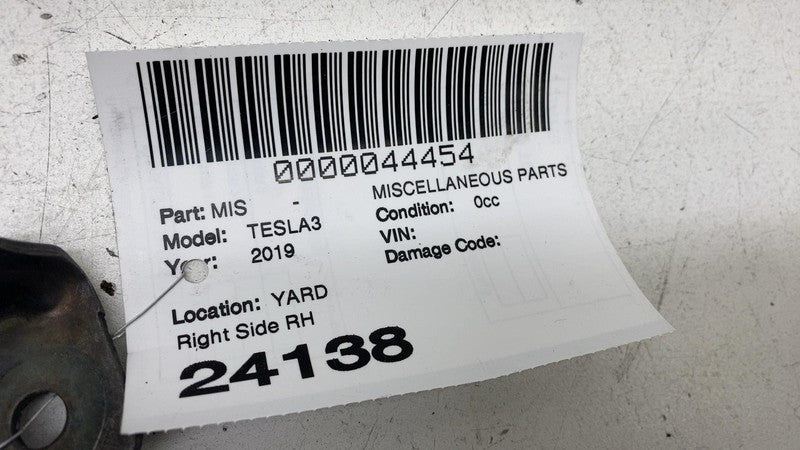 0000044454
Part: MIS - MISCELLANEOUS PARTS
Model: TESLA3 Condition: 0cc
Year: 2019 VIN:
Damage Code:
Location: YARD
Right Side RH
24138